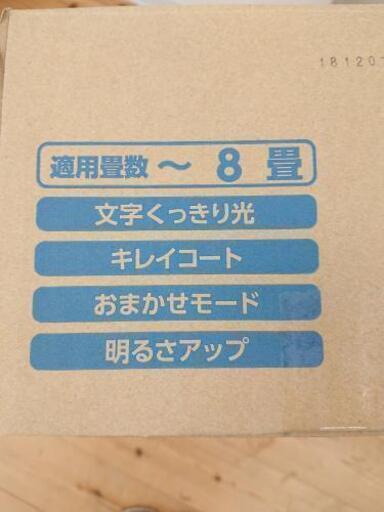 181207
適用畳数 ～ 8 畳
文字くっきり光
キレイコート
おまかせモード
明るさアップ